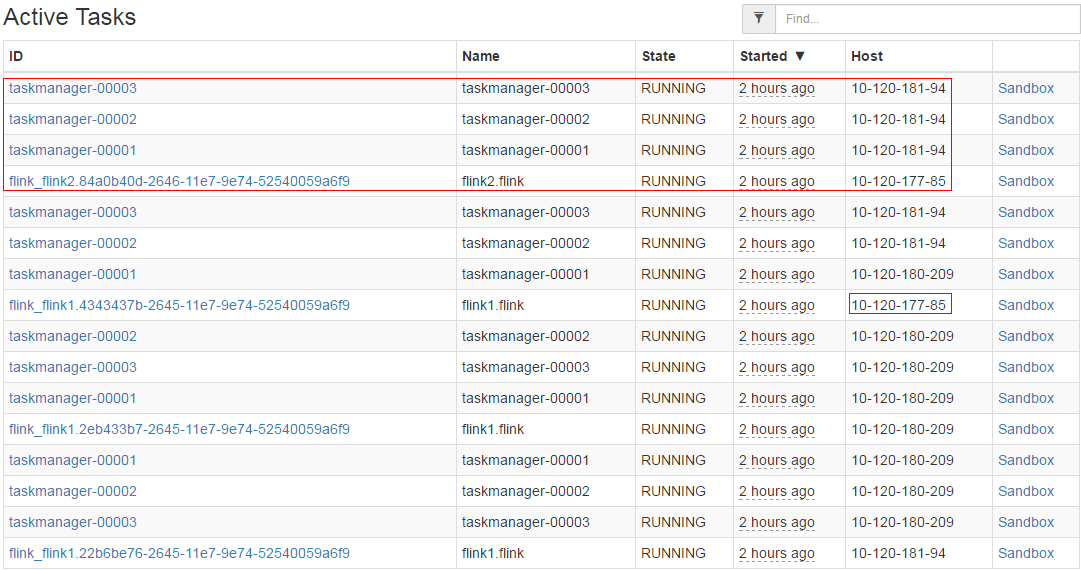 Active Tasks
Find...
ID Name State Started ▼ Host
taskmanager-00003 taskmanager-00003 RUNNING 2 hours ago 10-120-181-94 Sandbox
taskmanager-00002 taskmanager-00002 RUNNING 2 hours ago 10-120-181-94 Sandbox
taskmanager-00001 taskmanager-00001 RUNNING 2 hours ago 10-120-181-94 Sandbox
flink_flink2.84a0b40d-2646-11e7-9e74-52540059a6f9 flink2.flink RUNNING 2 hours ago 10-120-177-85 Sandbox
taskmanager-00003 taskmanager-00003 RUNNING 2 hours ago 10-120-181-94 Sandbox
taskmanager-00002 taskmanager-00002 RUNNING 2 hours ago 10-120-181-94 Sandbox
taskmanager-00001 taskmanager-00001 RUNNING 2 hours ago 10-120-180-209 Sandbox
flink_flink1.4343437b-2645-11e7-9e74-52540059a6f9 flink1.flink RUNNING 2 hours ago 10-120-177-85 Sandbox
taskmanager-00002 taskmanager-00002 RUNNING 2 hours ago 10-120-180-209 Sandbox
taskmanager-00003 taskmanager-00003 RUNNING 2 hours ago 10-120-180-209 Sandbox
taskmanager-00001 taskmanager-00001 RUNNING 2 hours ago 10-120-180-209 Sandbox
flink_flink1.2eb433b7-2645-11e7-9e74-52540059a6f9 flink1.flink RUNNING 2 hours ago 10-120-180-209 Sandbox
taskmanager-00001 taskmanager-00001 RUNNING 2 hours ago 10-120-180-209 Sandbox
taskmanager-00002 taskmanager-00002 RUNNING 2 hours ago 10-120-180-209 Sandbox
taskmanager-00003 taskmanager-00003 RUNNING 2 hours ago 10-120-180-209 Sandbox
flink_flink1.22b6be76-2645-11e7-9e74-52540059a6f9 flink1.flink RUNNING 2 hours ago 10-120-181-94 Sandbox